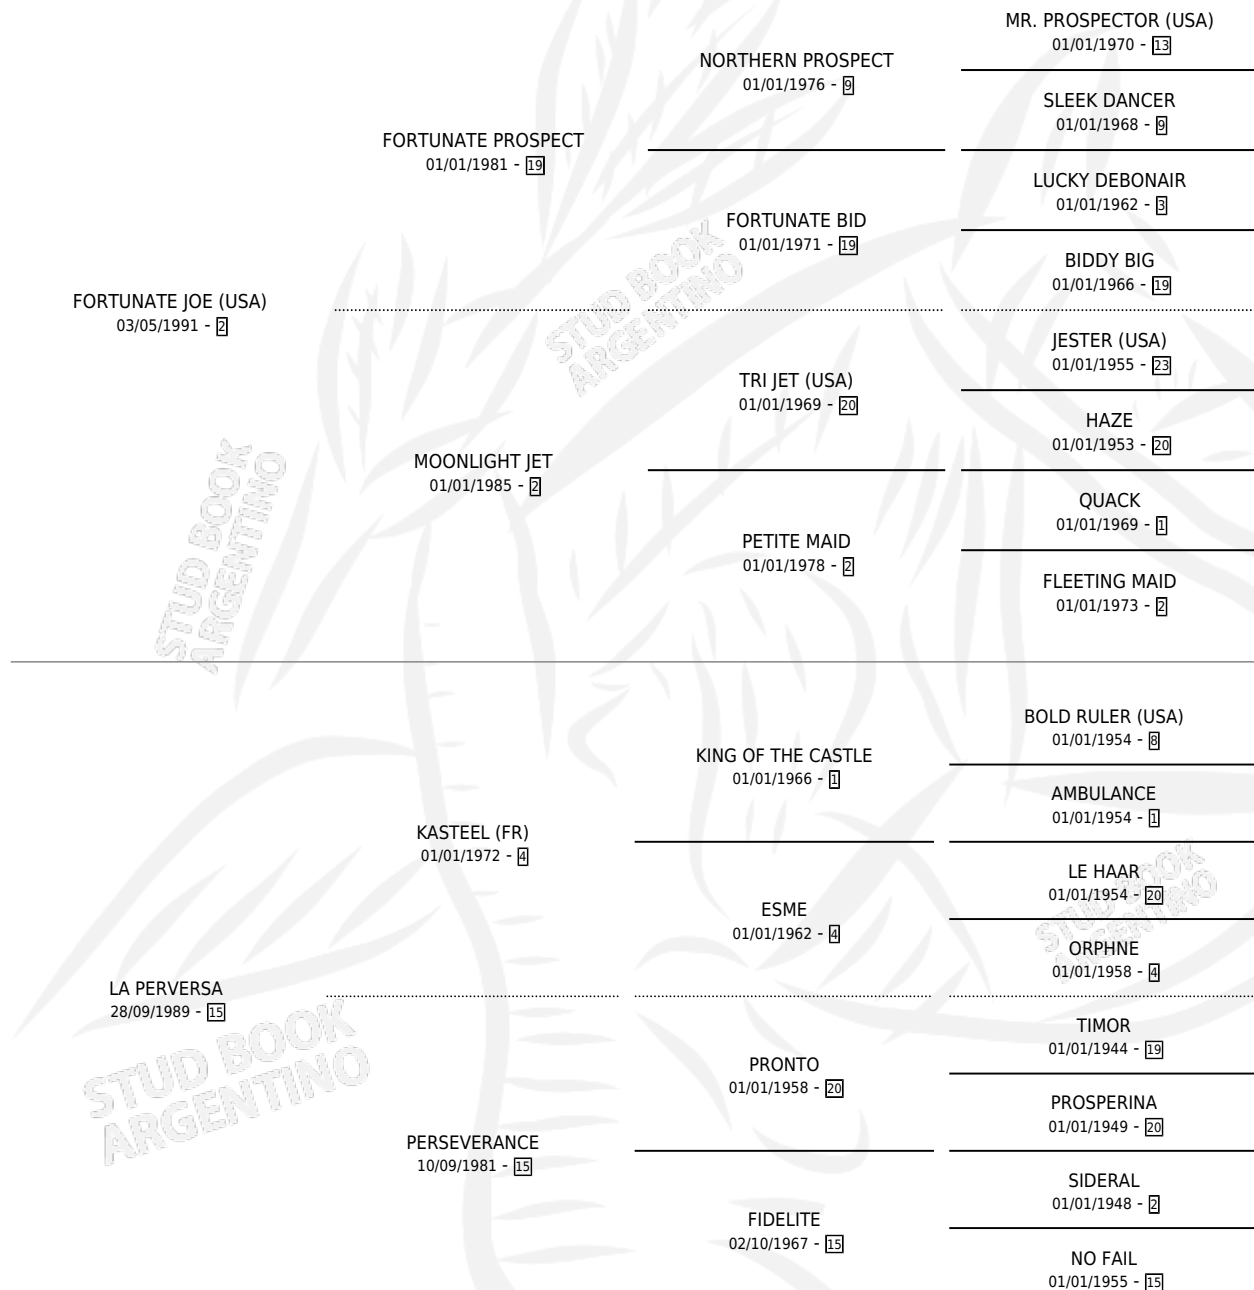 MR. PROSPECTOR (USA)
01/01/1970 - 13
NORTHERN PROSPECT
01/01/1976 - 9
SLEEK DANCER
01/01/1968 - 9
FORTUNATE PROSPECT
01/01/1981 - 19
LUCKY DEBONAIR
01/01/1962 - 3
FORTUNATE BID
01/01/1971 - 19
BIDDY BIG
01/01/1966 - 19
FORTUNATE JOE (USA)
03/05/1991 - 2
STUD BOOK
ARGENTINO
JESTER (USA)
01/01/1955 - 23
TRI JET (USA)
01/01/1969 - 20
HAZE
01/01/1953 - 20
MOONLIGHT JET
01/01/1985 - 2
QUACK
01/01/1969 - 1
PETITE MAID
01/01/1978 - 2
FLEETING MAID
01/01/1973 - 2
STUD BOOK
ARGENTINO
BOLD RULER (USA)
01/01/1954 - 8
KING OF THE CASTLE
01/01/1966 - 1
AMBULANCE
01/01/1954 - 1
KASTEEL (FR)
01/01/1972 - 4
LE HAAR
01/01/1954 - 20
ESME
01/01/1962 - 4
ORPHNE
01/01/1958 - 4
STUD BOOK
ARGENTINO
LA PERVERSA
28/09/1989 - 15
TIMOR
01/01/1944 - 19
PRONTO
01/01/1958 - 20
PROSPERINA
01/01/1949 - 20
STUD BOOK
ARGENTINO
PERSEVERANCE
10/09/1981 - 15
SIDERAL
01/01/1948 - 2
FIDELITE
02/10/1967 - 15
NO FAIL
01/01/1955 - 15